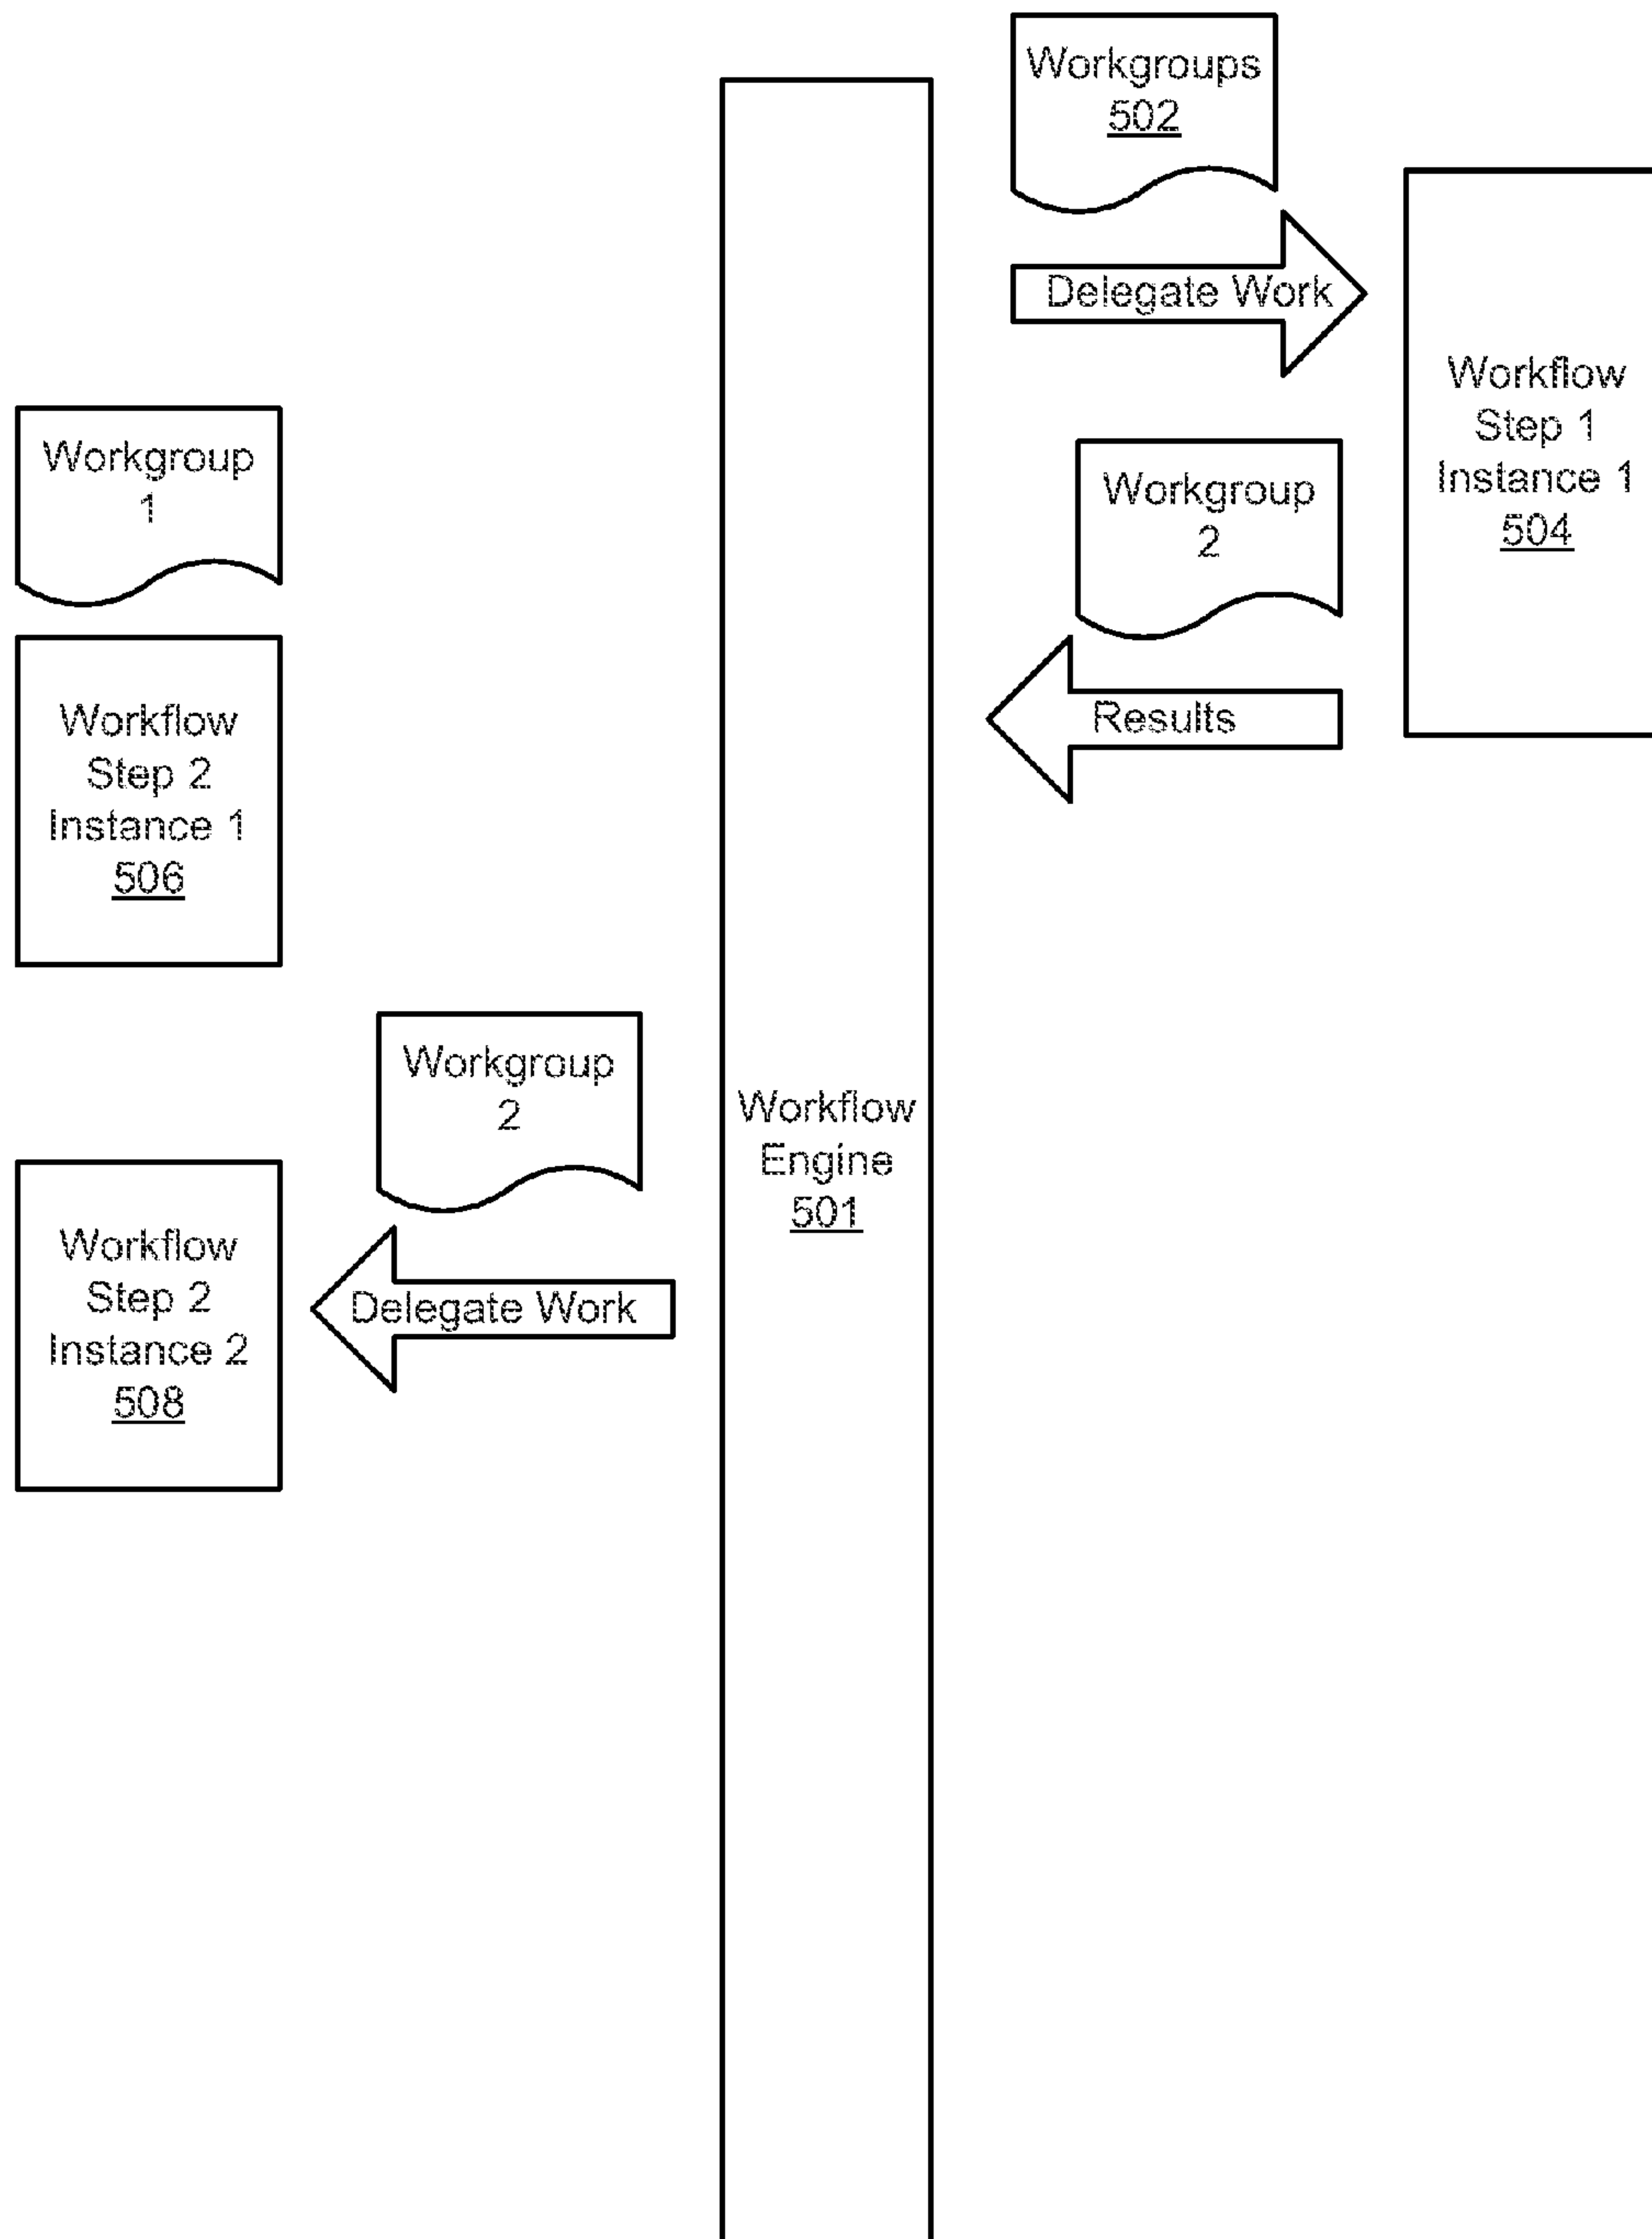 Workgroups
502
Delegate Work
Workflow
Step 1
Instance 1
504
Workgroup
1
Workgroup
2
Results
Workflow
Step 2
Instance 1
506
Workgroup
2
Workflow
Engine
501
Workflow
Step 2
Instance 2
508
Delegate Work